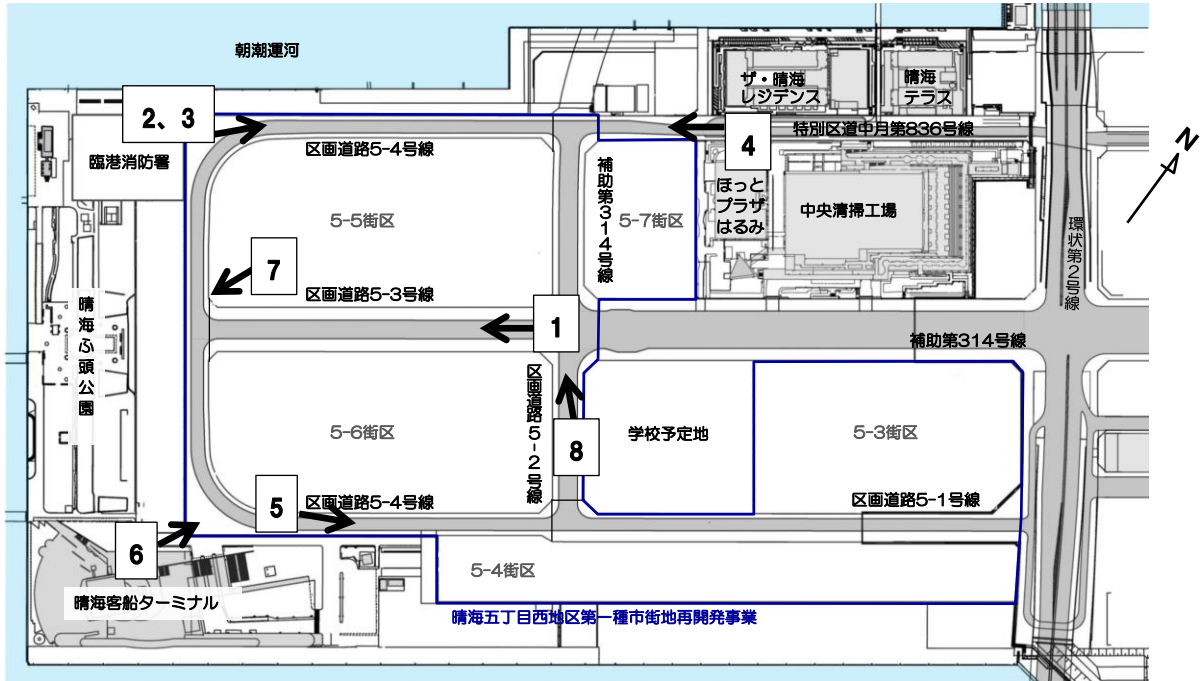 朝潮運河
ザ・晴海
レジデンス
晴海
テラス
2、3
4
特別区道中月第836号線
臨港消防署
区画道路5-4号線
補助第314号線
ほっと
プラザ
はるみ
中央清掃工場
N
5-5街区
5-7街区
環状第2号線
7
区画道路5-3号線
晴海ふ頭公園
1
補助第314号線
区画道路5-2号線
5-6街区
8
学校予定地
5-3街区
5
区画道路5-4号線
区画道路5-1号線
6
5-4街区
晴海客船ターミナル
晴海五丁目西地区第一種市街地再開発事業